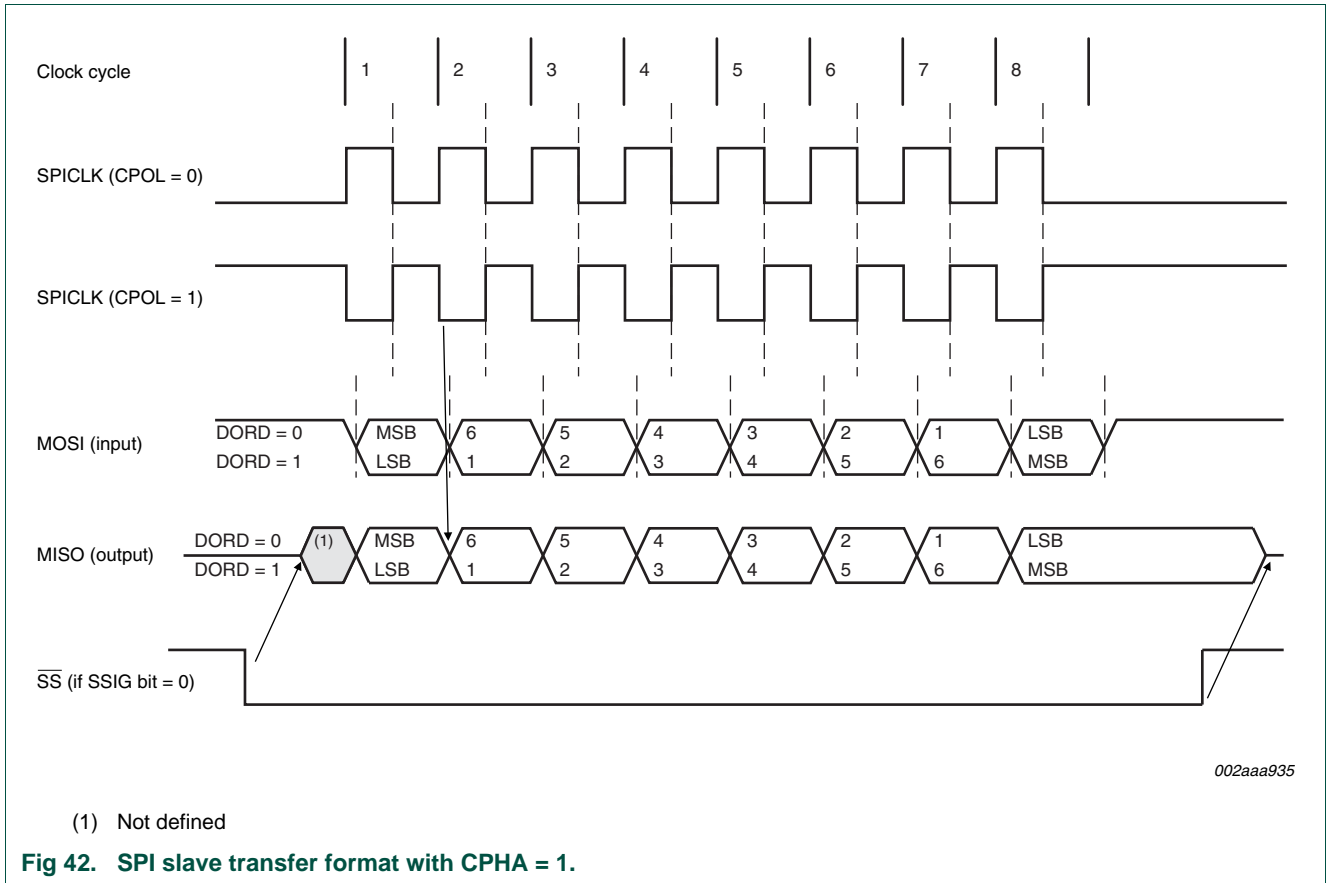 Clock cycle 1 2 3 4 5 6 7 8
SPICLK (CPOL = 0)
SPICLK (CPOL = 1)
MOSI (input)
DORD = 0 MSB 6 5 4 3 2 1 LSB
DORD = 1 LSB 1 2 3 4 5 6 MSB
MISO (output)
DORD = 0 (1) MSB 6 5 4 3 2 1 LSB
DORD = 1 LSB 1 2 3 4 5 6 MSB
S̅S̅ (if SSIG bit = 0)
002aaa935
(1) Not defined
Fig 42. SPI slave transfer format with CPHA = 1.